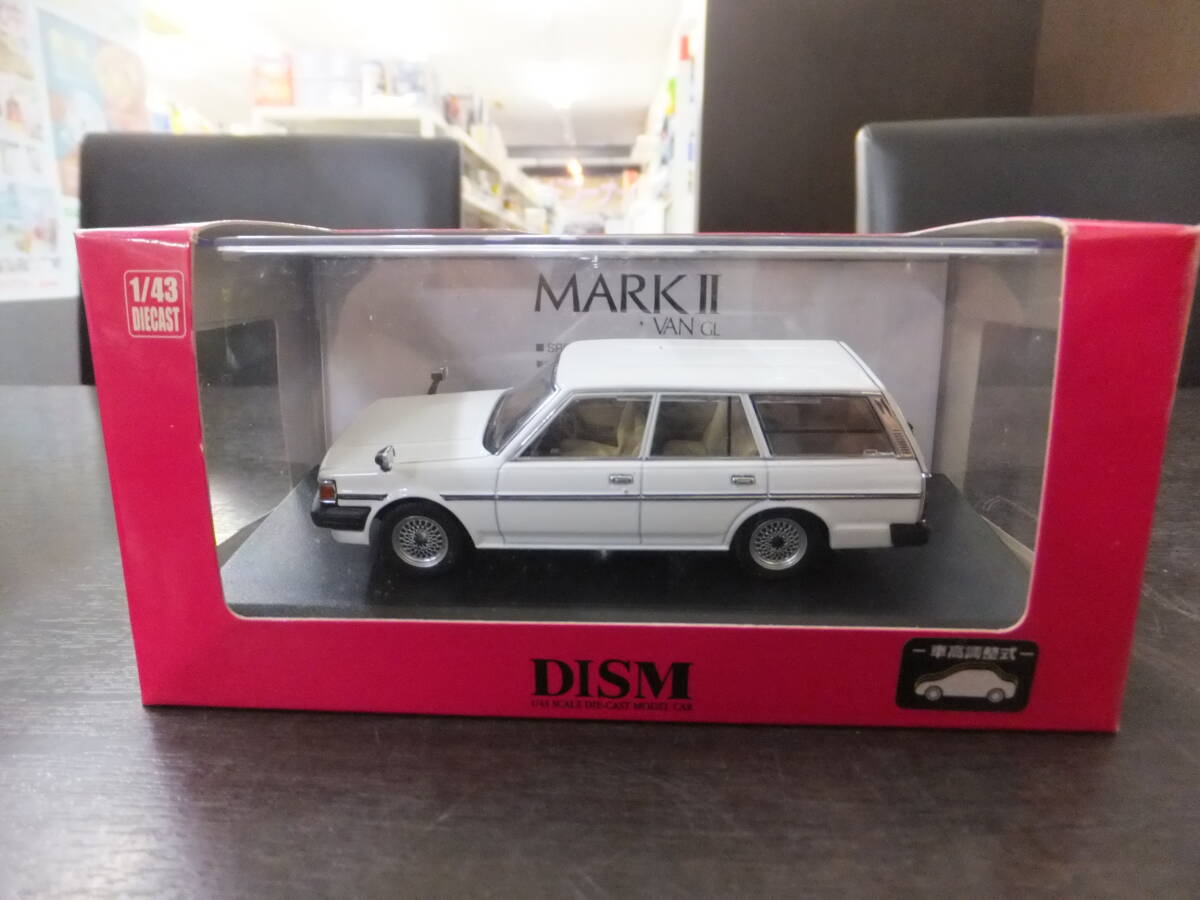 1/43
DIECAST
MARK II
VAN GL
DISM
1/43 SCALE DIE-CAST MODEL CAR
－車高調整式－